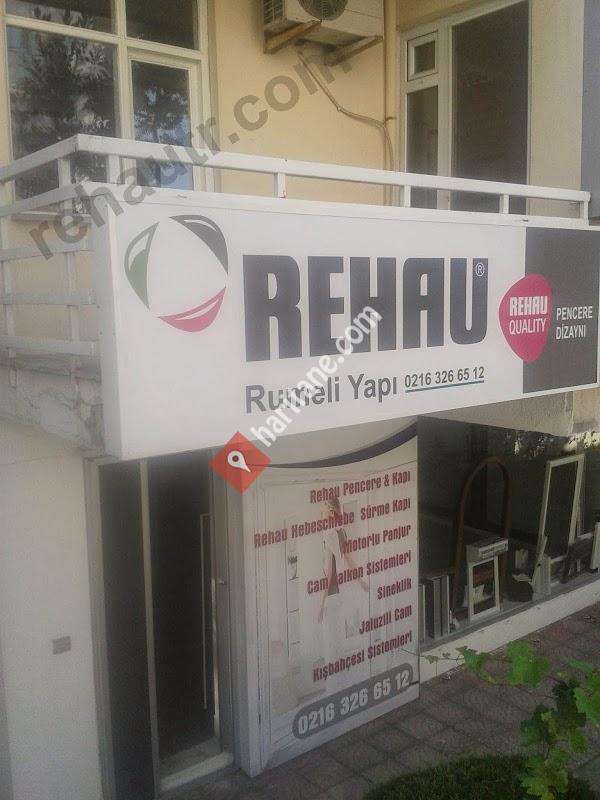 rehautr.com
REHAU®
REHAU
QUALITY
PENCERE
DİZAYNI
Rumeli Yapı 0216 326 65 12
harmane.com
Rehau Pencere & Kapı
Rehau Hebeschiebe Sürme Kapı
Motorlu Panjur
Cam Balkon Sistemleri
Sineklik
Jaluzili Cam
Kışbahçesi Sistemleri
0216 326 65 12